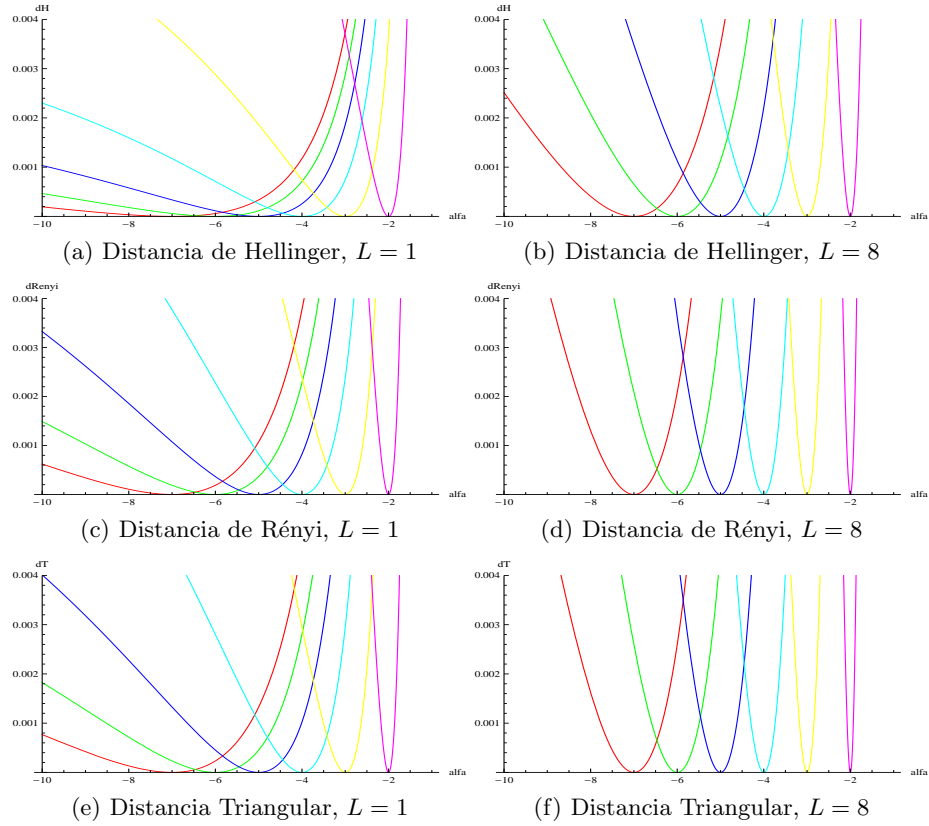 dH
0.004
0.003
0.002
0.001
−10 −8 −6 −4 −2 alfa
(a) Distancia de Hellinger, L = 1
dH
0.004
0.003
0.002
0.001
−10 −8 −6 −4 −2 alfa
(b) Distancia de Hellinger, L = 8
dRenyi
0.004
0.003
0.002
0.001
−10 −8 −6 −4 −2 alfa
(c) Distancia de Rényi, L = 1
dRenyi
0.004
0.003
0.002
0.001
−10 −8 −6 −4 −2 alfa
(d) Distancia de Rényi, L = 8
dT
0.004
0.003
0.002
0.001
−10 −8 −6 −4 −2 alfa
(e) Distancia Triangular, L = 1
dT
0.004
0.003
0.002
0.001
−10 −8 −6 −4 −2 alfa
(f) Distancia Triangular, L = 8